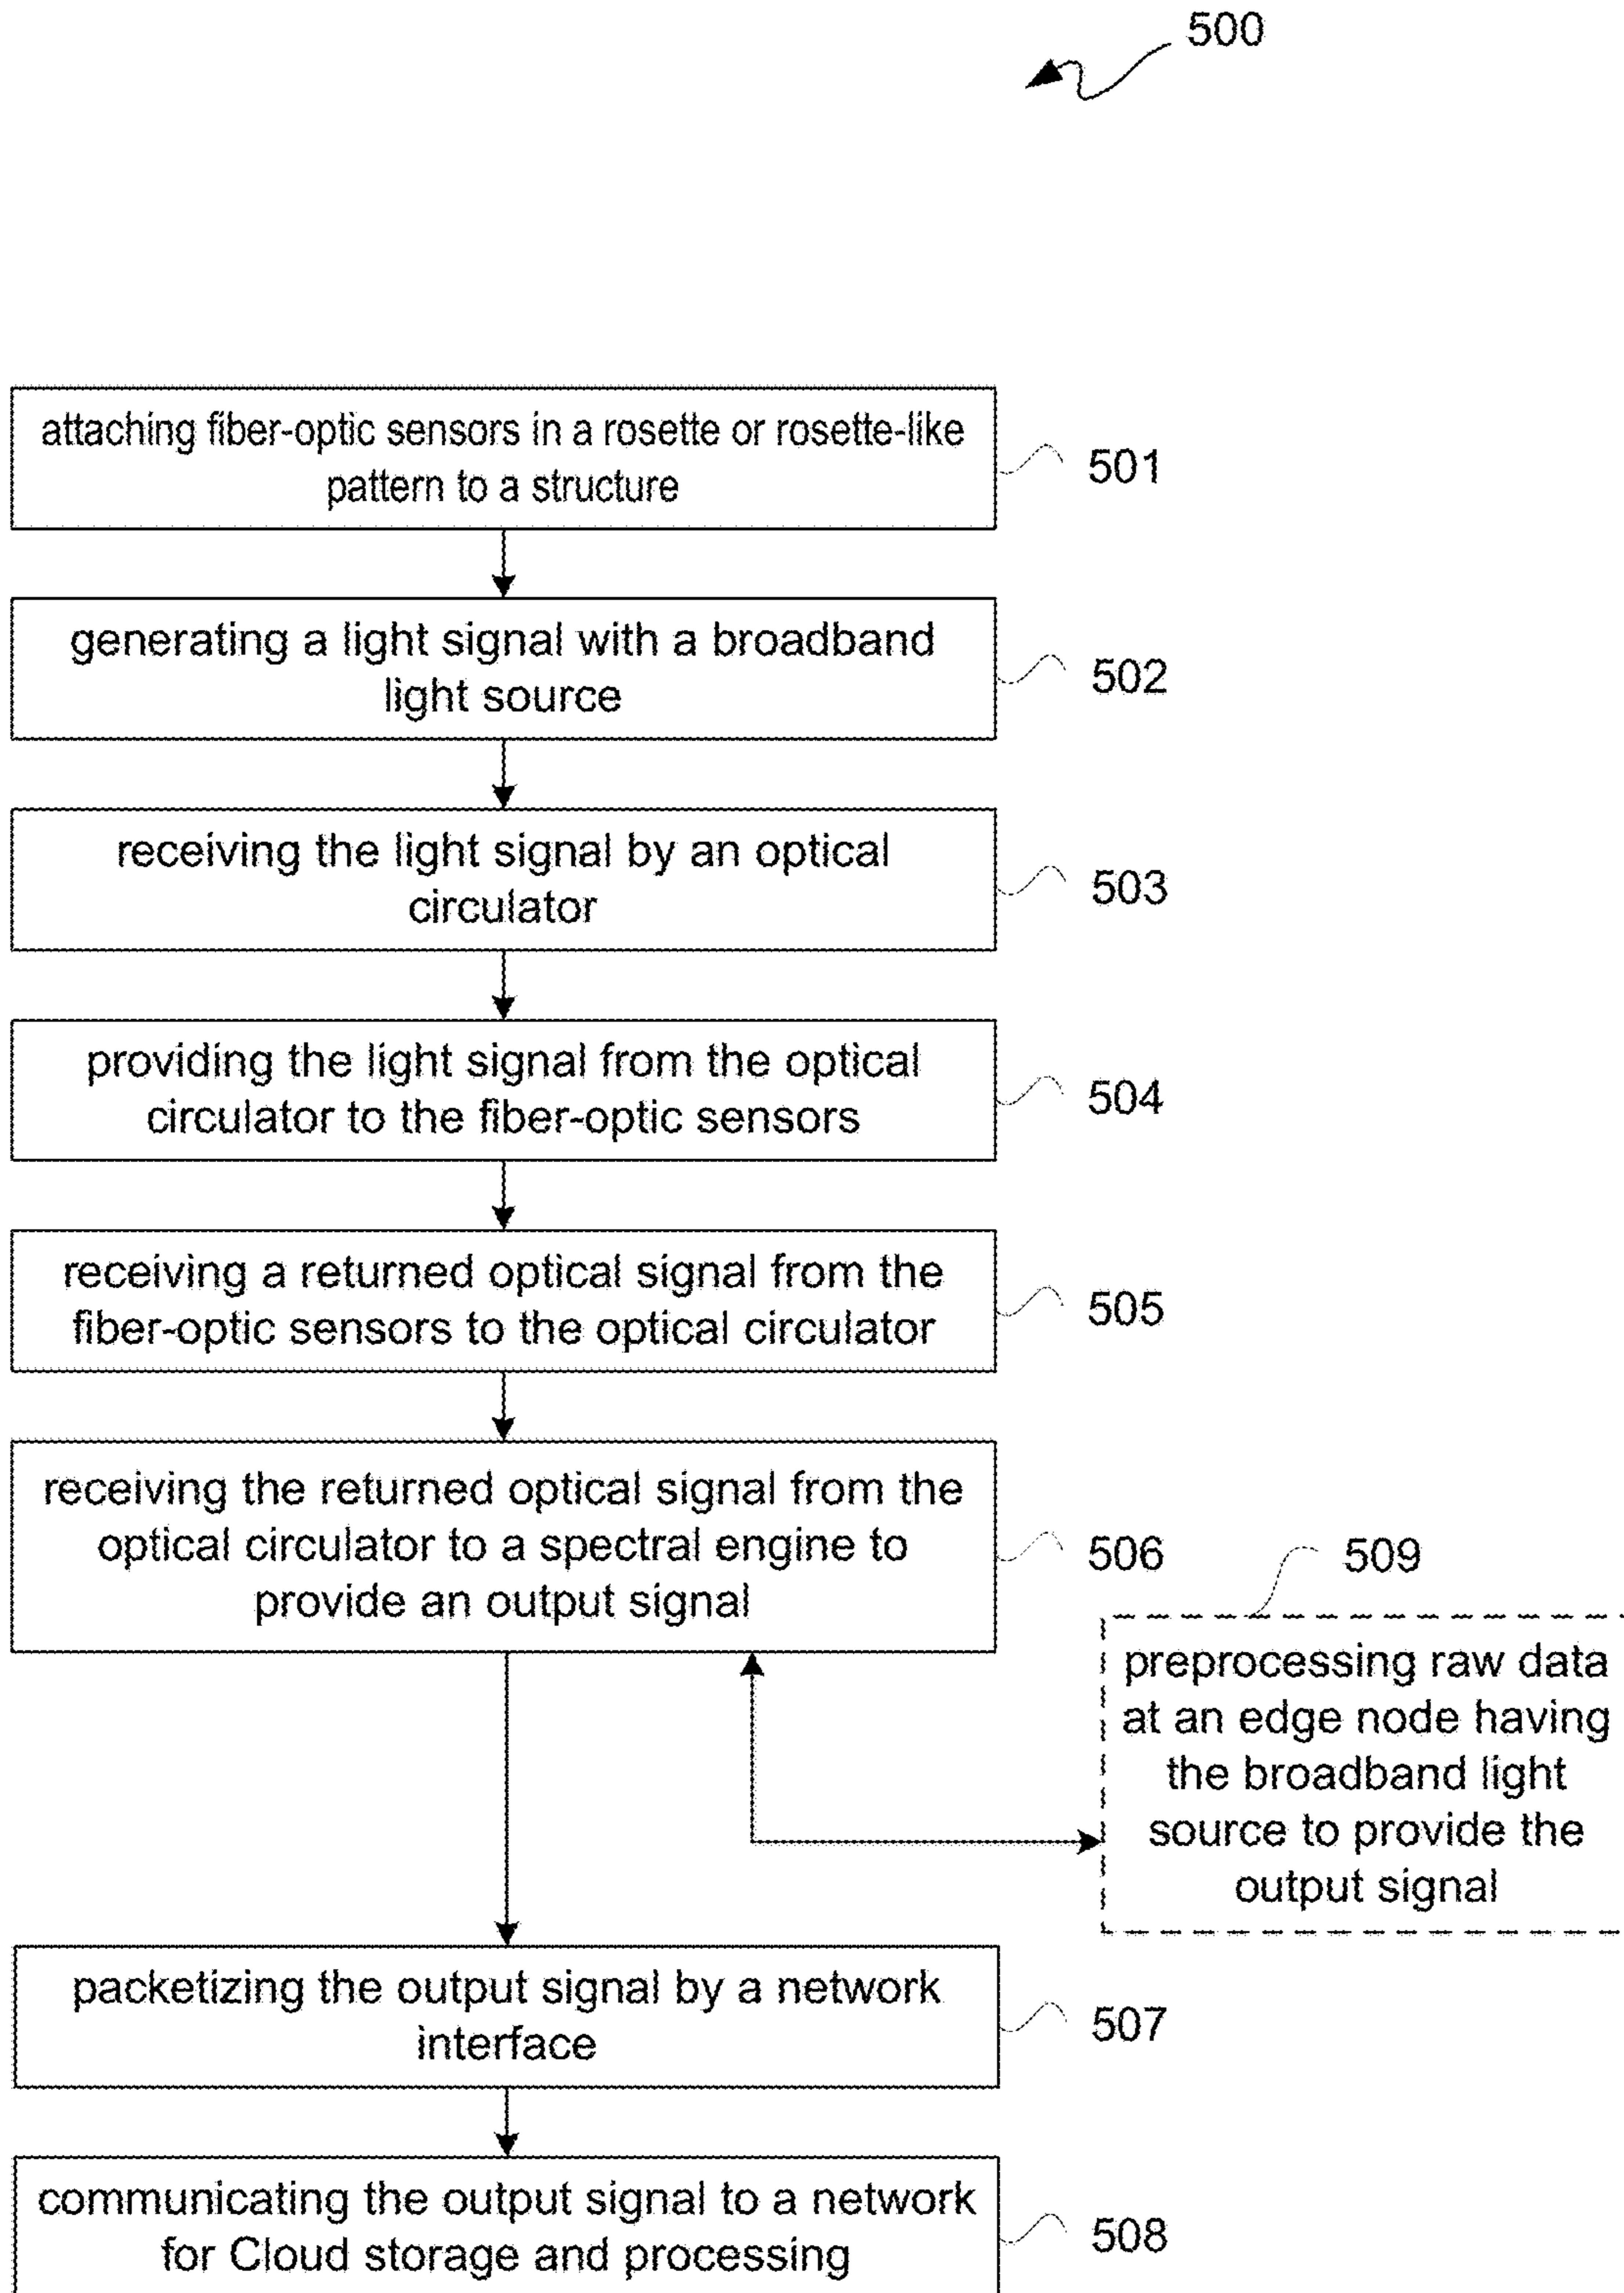 500
attaching fiber-optic sensors in a rosette or rosette-like
pattern to a structure
501
generating a light signal with a broadband
light source
502
receiving the light signal by an optical
circulator
503
providing the light signal from the optical
circulator to the fiber-optic sensors
504
receiving a returned optical signal from the
fiber-optic sensors to the optical circulator
505
receiving the returned optical signal from the
optical circulator to a spectral engine to
provide an output signal
506
509
preprocessing raw data
at an edge node having
the broadband light
source to provide the
output signal
packetizing the output signal by a network
interface
507
communicating the output signal to a network
for Cloud storage and processing
508